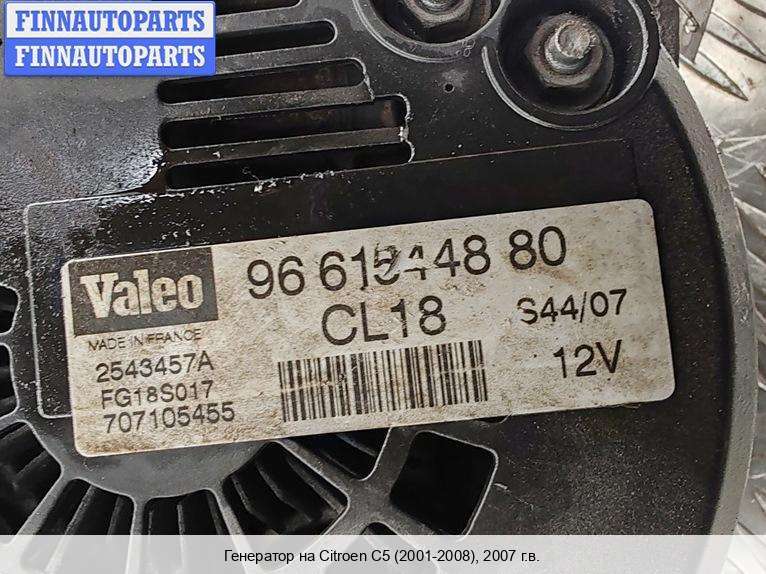 FINNAUTOPARTS
FINNAUTOPARTS
Valeo
MADE IN FRANCE
2543457A
FG18S017
707105455
96 615448 80
CL18
S44/07
12V
Генератор на Citroen C5 (2001-2008), 2007 г.в.